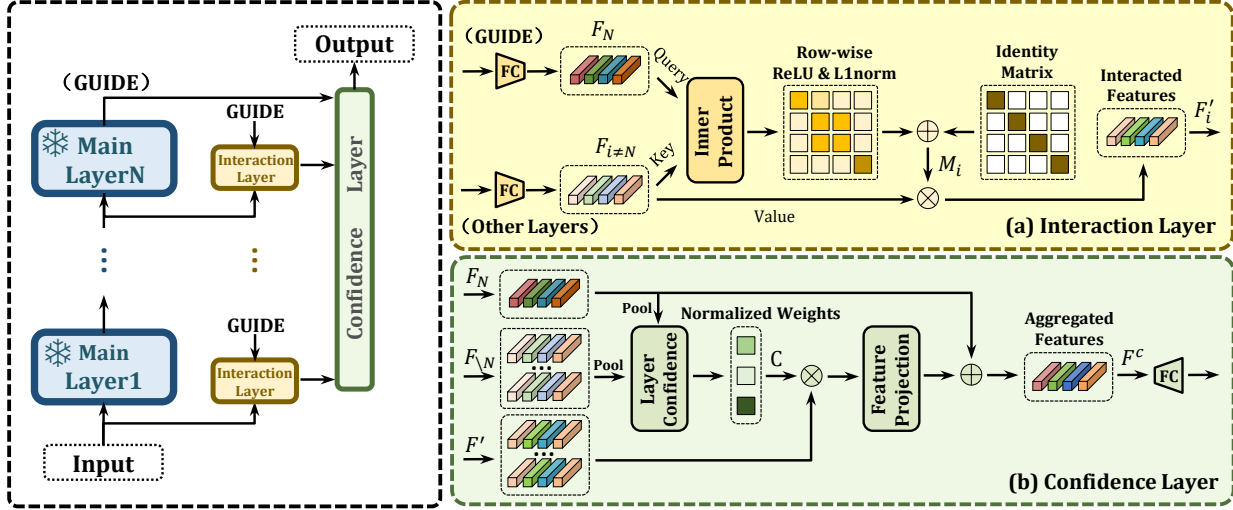 Output
(GUIDE)
Main
LayerN
GUIDE
Interaction
Layer
Confidence Layer
...
...
Main
Layer1
GUIDE
Interaction
Layer
Input
(GUIDE)
FC
F_N
Query
Inner
Product
Row-wise
ReLU & L1norm
Identity
Matrix
Interacted
Features
F'_i
F_{i≠N}
Key
FC
(Other Layers)
Value
M_i
(a) Interaction Layer
F_N
Pool
F_{\N}
...
Pool
F'
...
Layer
Confidence
Normalized Weights
C
Feature
Projection
Aggregated
Features
F^c
FC
(b) Confidence Layer